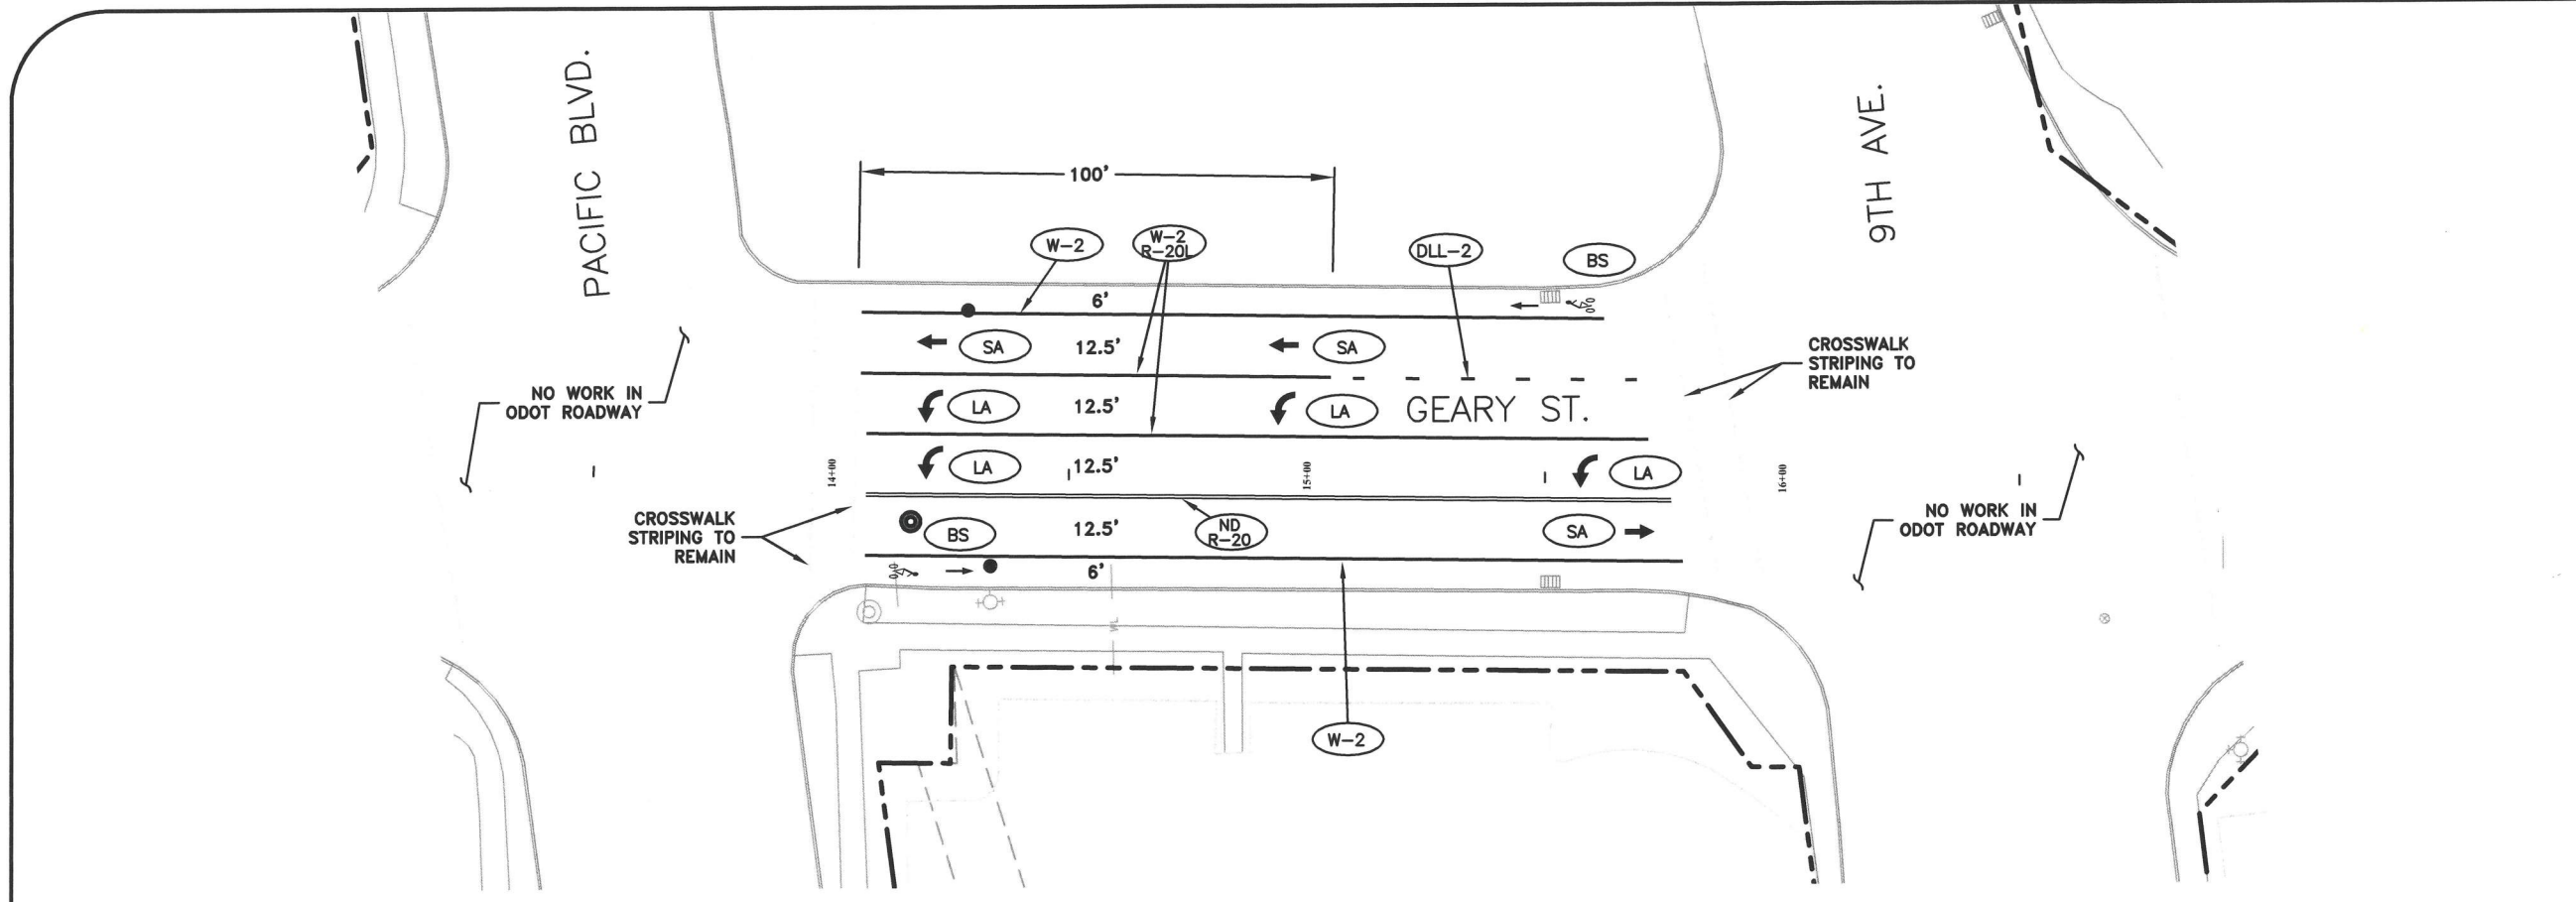 PACIFIC BLVD.
9TH AVE.
100'
W-2
W-2
R-20L
DLL-2
BS
6'
SA
12.5'
SA
CROSSWALK
STRIPING TO
REMAIN
NO WORK IN
ODOT ROADWAY
LA
12.5'
LA
GEARY ST.
14+00
LA
12.5'
15+00
LA
16+00
CROSSWALK
STRIPING TO
REMAIN
BS
12.5'
ND
R-20
SA
NO WORK IN
ODOT ROADWAY
6'
WL
W-2